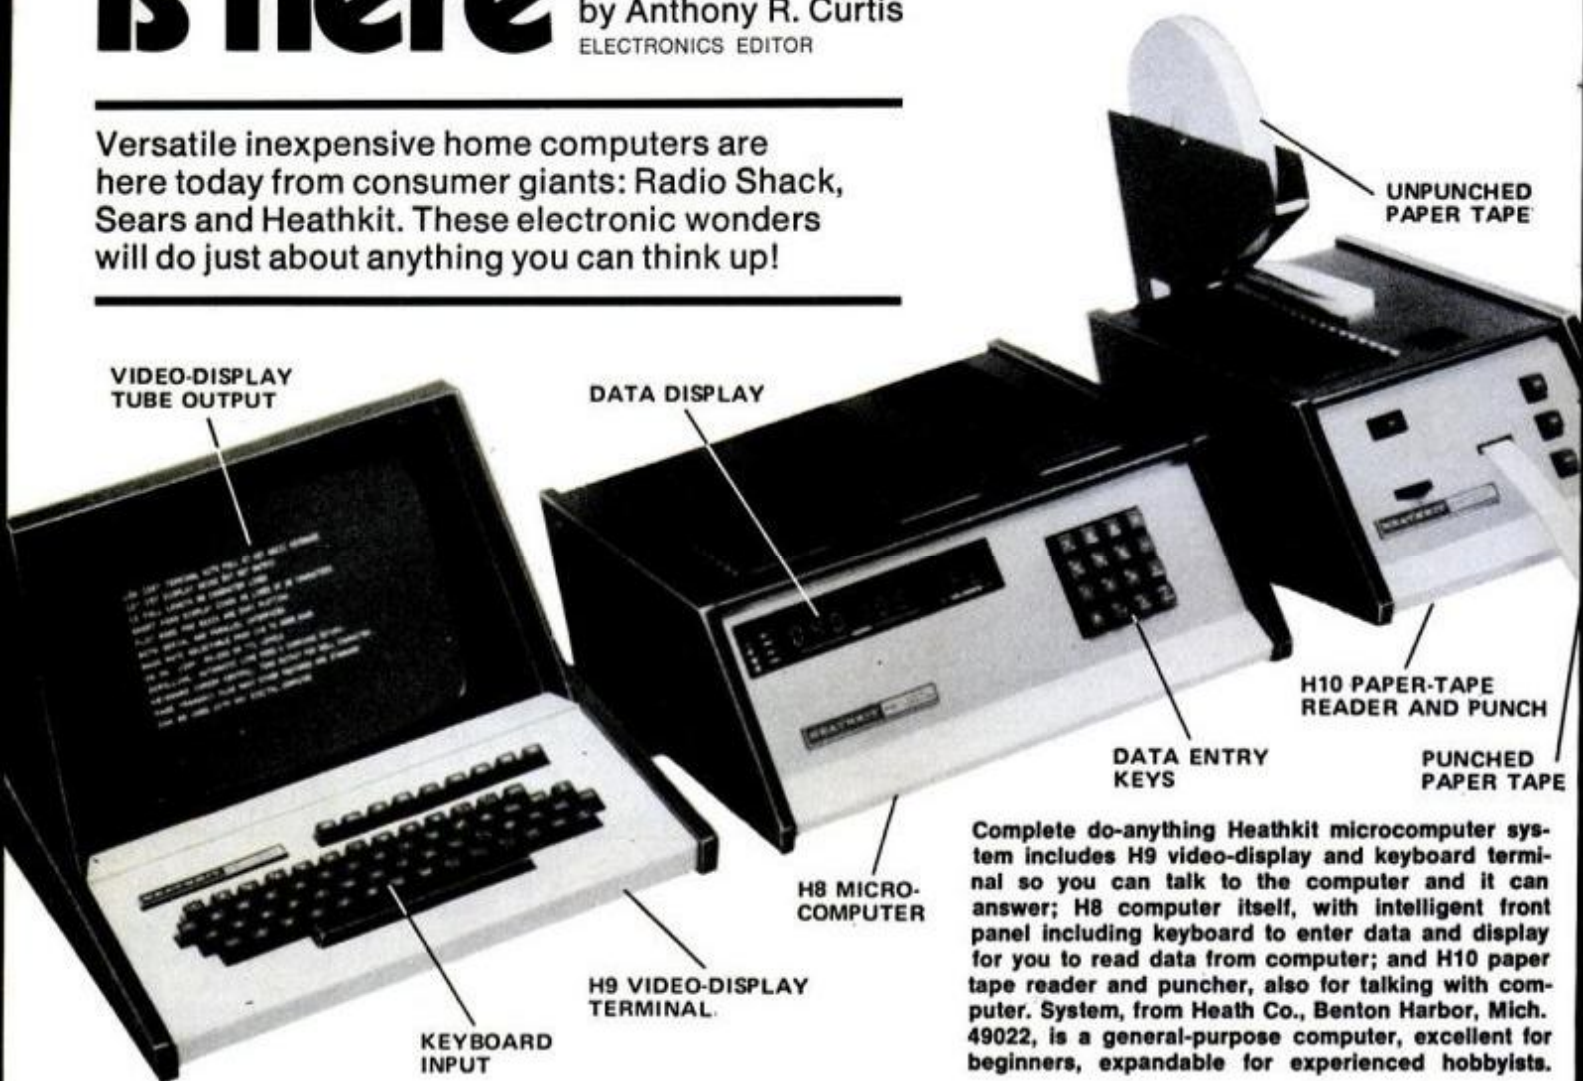 is here
by Anthony R. Curtis
ELECTRONICS EDITOR
Versatile inexpensive home computers are
here today from consumer giants: Radio Shack,
Sears and Heathkit. These electronic wonders
will do just about anything you can think up!
UNPUNCHED
PAPER TAPE
VIDEO-DISPLAY
TUBE OUTPUT
DATA DISPLAY
HEATHKIT
HEATHKIT
HEATHKIT
H10 PAPER-TAPE
READER AND PUNCH
DATA ENTRY
KEYS
PUNCHED
PAPER TAPE
H8 MICRO-
COMPUTER
H9 VIDEO-DISPLAY
TERMINAL
KEYBOARD
INPUT
Complete do-anything Heathkit microcomputer sys-
tem includes H9 video-display and keyboard termi-
nal so you can talk to the computer and it can
answer; H8 computer itself, with intelligent front
panel including keyboard to enter data and display
for you to read data from computer; and H10 paper
tape reader and puncher, also for talking with com-
puter. System, from Heath Co., Benton Harbor, Mich.
49022, is a general-purpose computer, excellent for
beginners, expandable for experienced hobbyists.